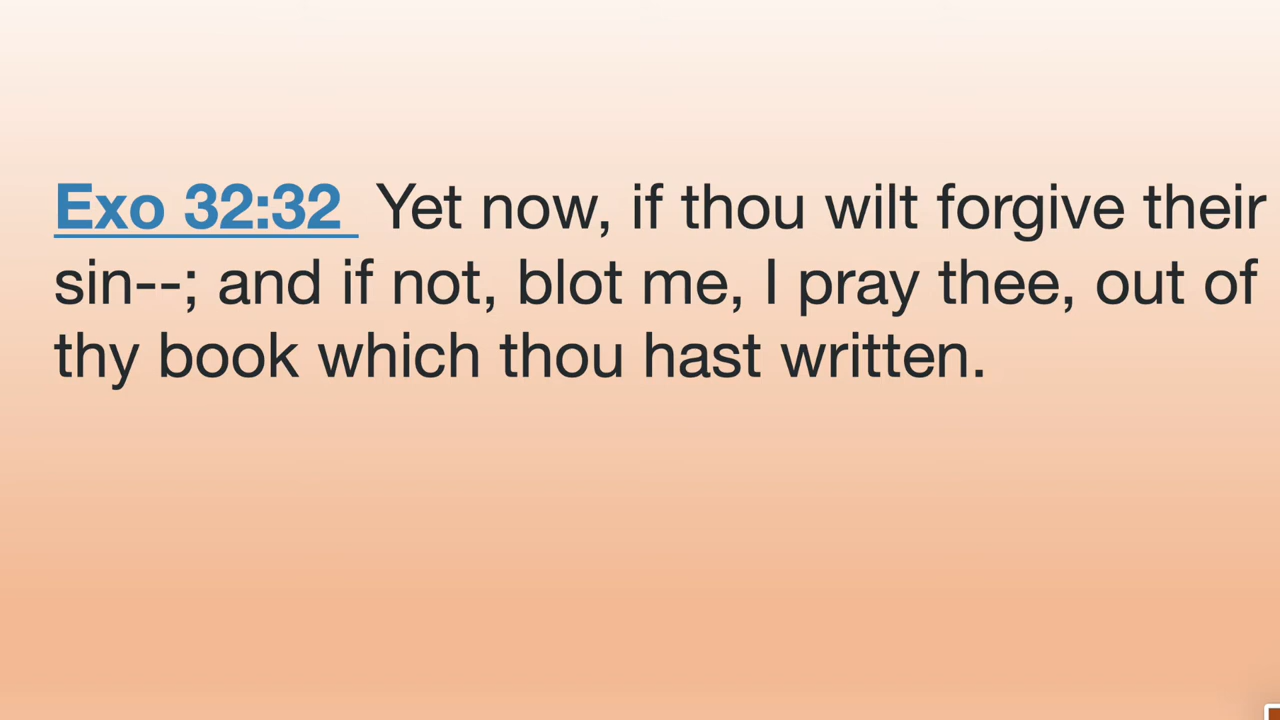 Exo 32:32 Yet now, if thou wilt forgive their
sin--; and if not, blot me, I pray thee, out of
thy book which thou hast written.